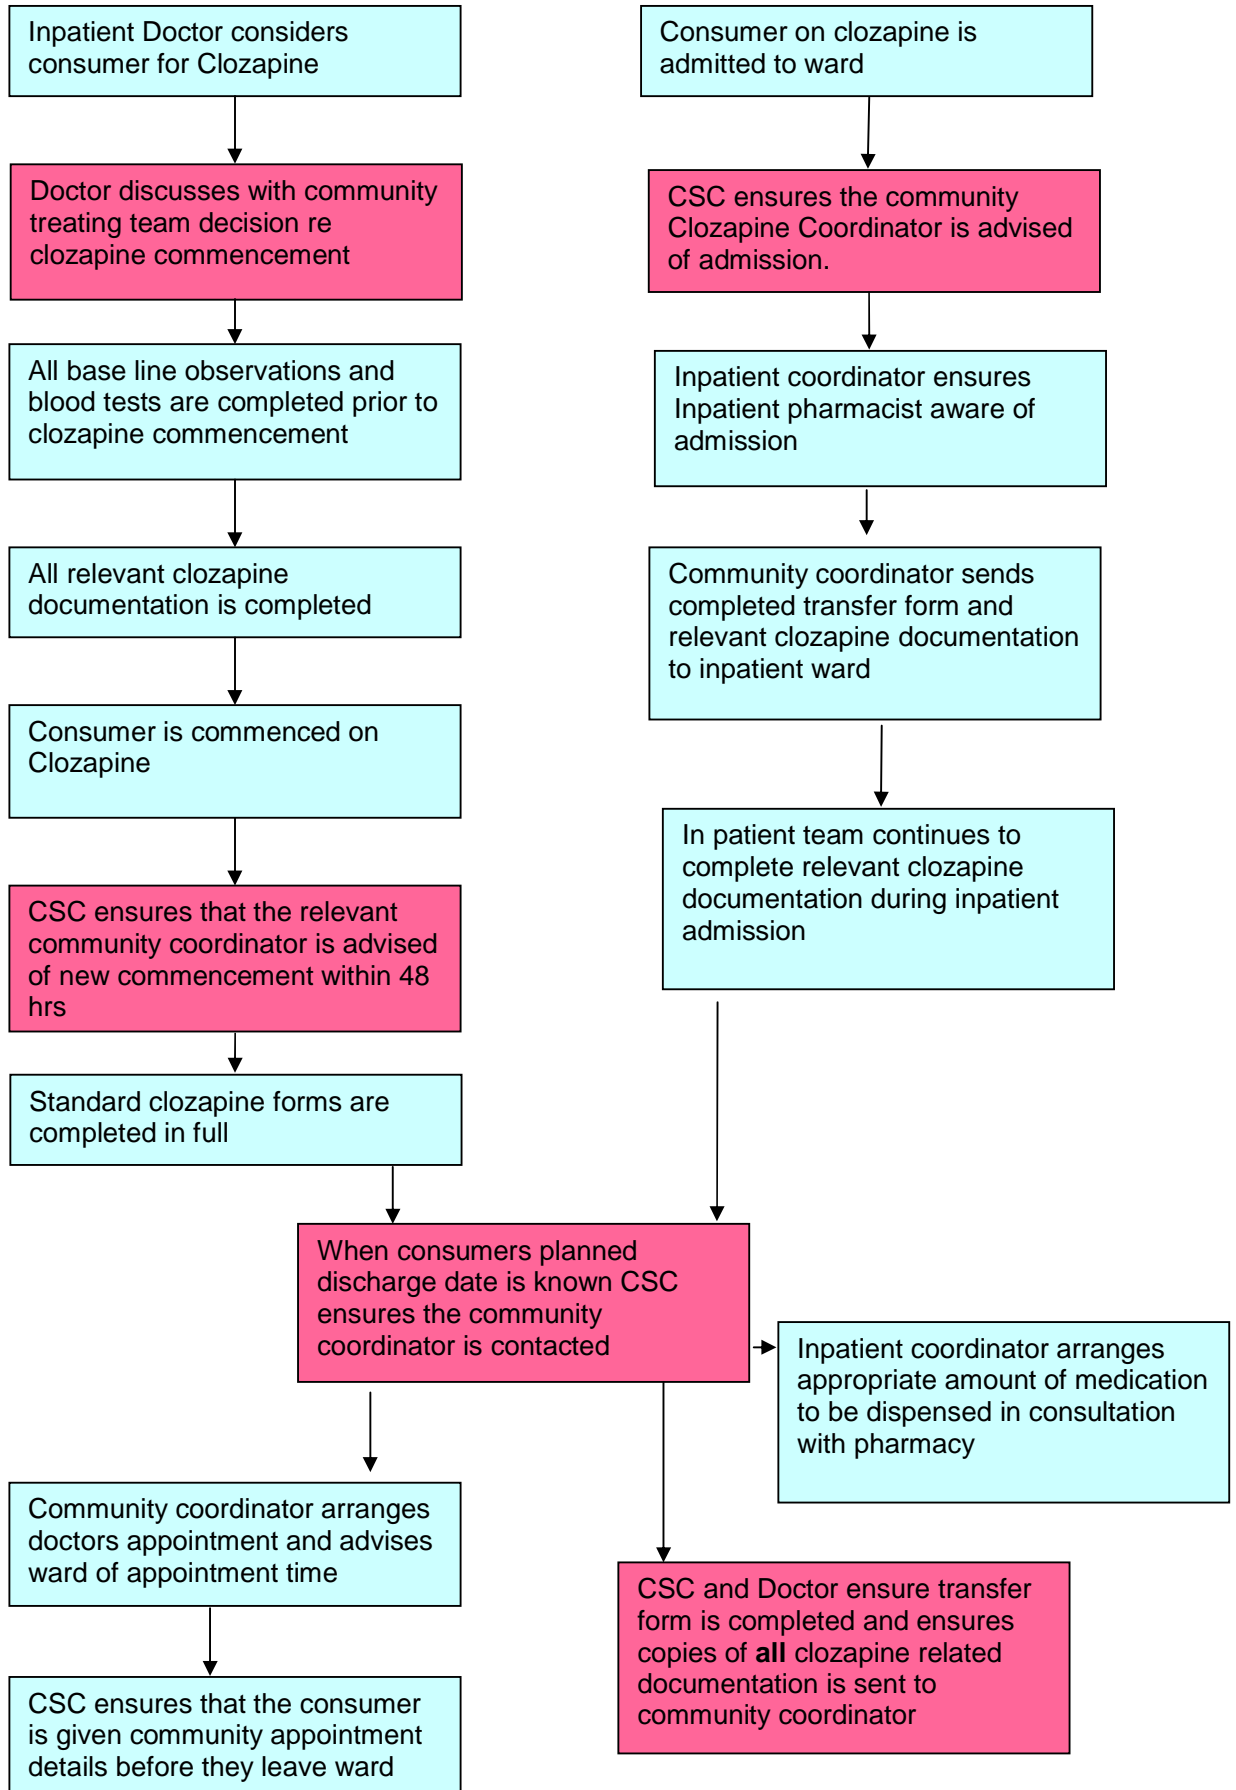 Inpatient Doctor considers
consumer for Clozapine
Doctor discusses with community
treating team decision re
clozapine commencement
All base line observations and
blood tests are completed prior to
clozapine commencement
All relevant clozapine
documentation is completed
Consumer is commenced on
Clozapine
CSC ensures that the relevant
community coordinator is advised
of new commencement within 48
hrs
Standard clozapine forms are
completed in full
Consumer on clozapine is
admitted to ward
CSC ensures the community
Clozapine Coordinator is advised
of admission.
Inpatient coordinator ensures
Inpatient pharmacist aware of
admission
Community coordinator sends
completed transfer form and
relevant clozapine documentation
to inpatient ward
In patient team continues to
complete relevant clozapine
documentation during inpatient
admission
When consumers planned
discharge date is known CSC
ensures the community
coordinator is contacted
Inpatient coordinator arranges
appropriate amount of medication
to be dispensed in consultation
with pharmacy
Community coordinator arranges
doctors appointment and advises
ward of appointment time
CSC ensures that the consumer
is given community appointment
details before they leave ward
CSC and Doctor ensure transfer
form is completed and ensures
copies of all clozapine related
documentation is sent to
community coordinator